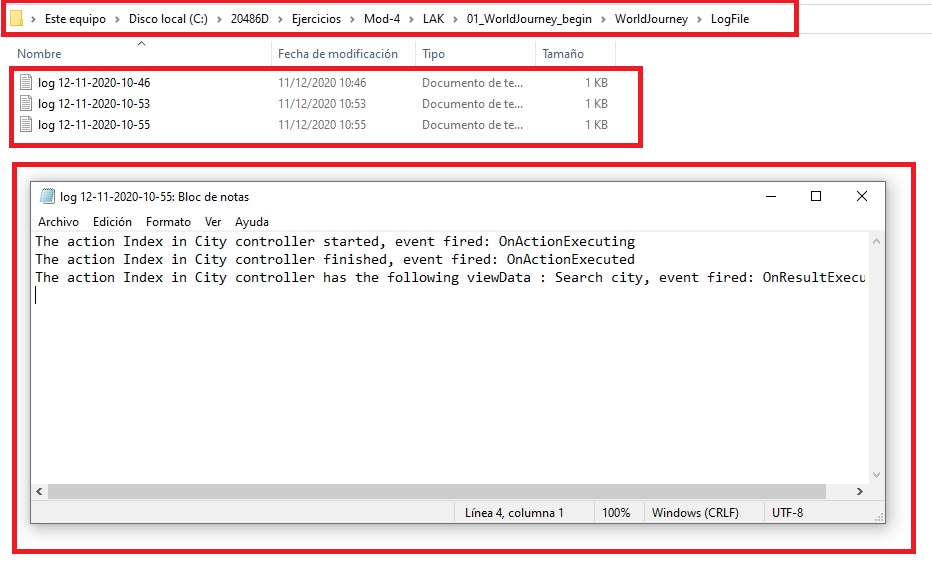 Este equipo > Disco local (C:) > 20486D > Ejercicios > Mod-4 > LAK > 01_WorldJourney_begin > WorldJourney > LogFile
Nombre Fecha de modificación Tipo Tamaño
log 12-11-2020-10-46 11/12/2020 10:46 Documento de te... 1 KB
log 12-11-2020-10-53 11/12/2020 10:53 Documento de te... 1 KB
log 12-11-2020-10-55 11/12/2020 10:55 Documento de te... 1 KB
log 12-11-2020-10-55: Bloc de notas
Archivo Edición Formato Ver Ayuda
The action Index in City controller started, event fired: OnActionExecuting
The action Index in City controller finished, event fired: OnActionExecuted
The action Index in City controller has the following viewData : Search city, event fired: OnResultExecu
Línea 4, columna 1 100% Windows (CRLF) UTF-8